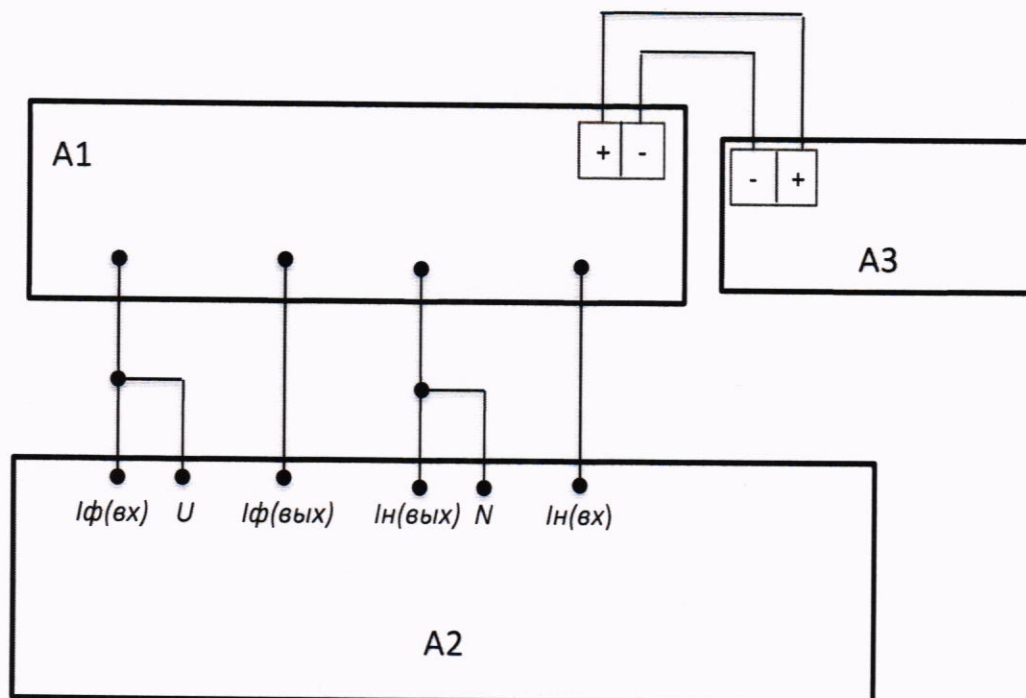 A1
+ -
- +
A3
Iф(вх) U Iф(вых) Iн(вых) N Iн(вх)
A2